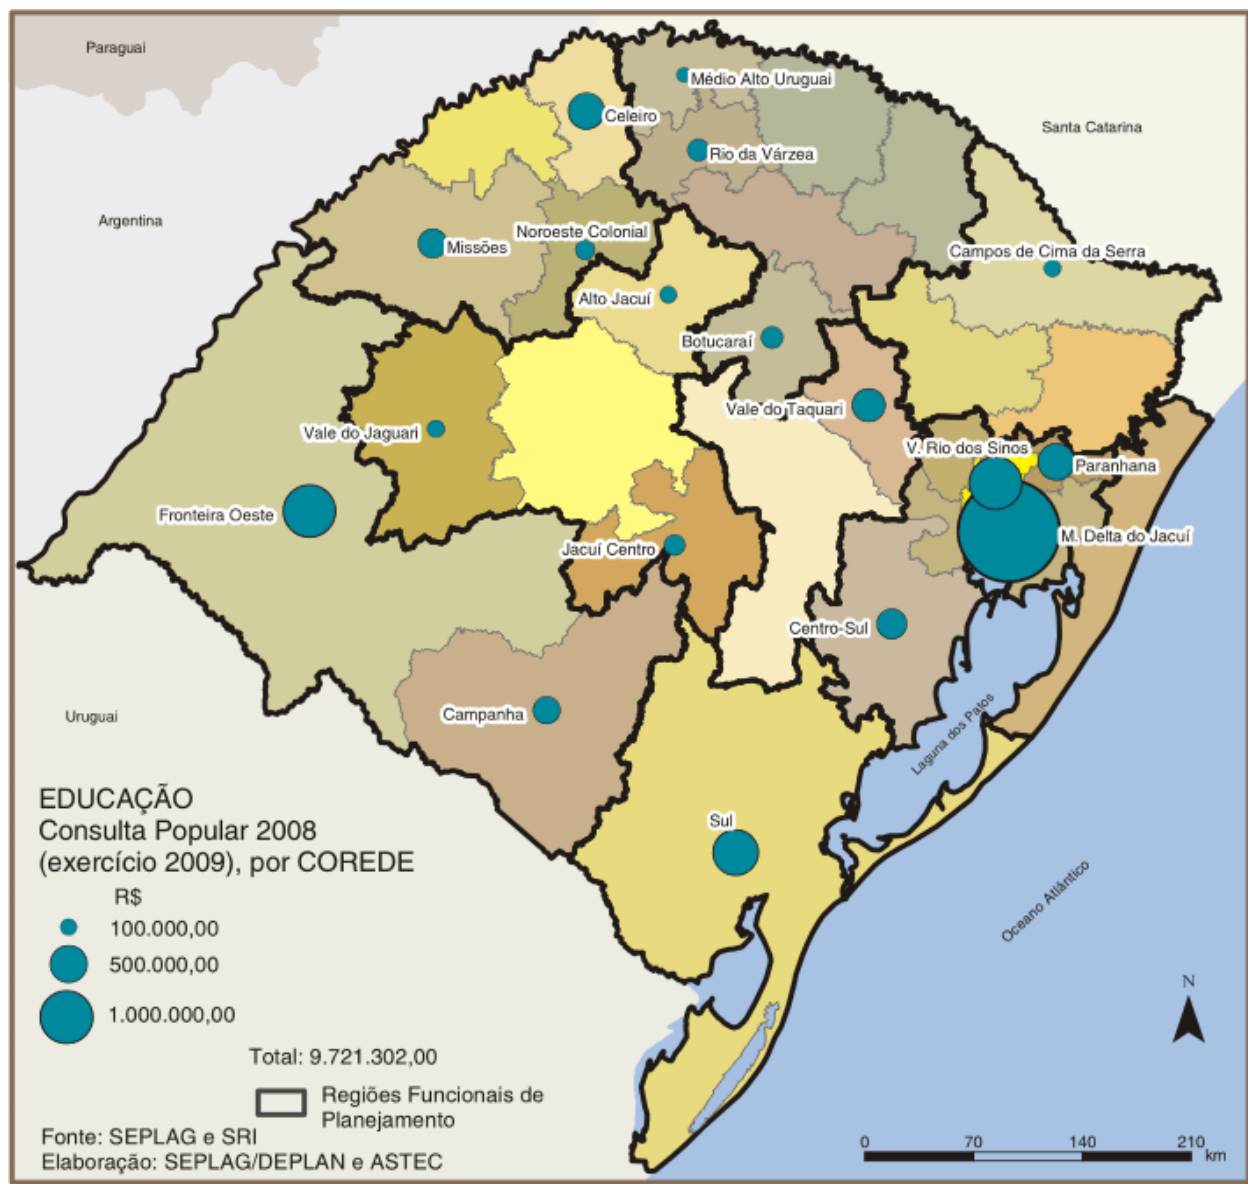 Paraguai
Médio Alto Uruguai
Celeiro
Santa Catarina
Rio da Várzea
Argentina
Noroeste Colonial
Missões
Campos de Cima da Serra
Alto Jacuí
Botucaraí
Vale do Taquari
Vale do Jaguari
V. Rio dos Sinos
Paranhana
Fronteira Oeste
M. Delta do Jacuí
Jacuí Centro
Centro-Sul
Campanha
Uruguai
Laguna dos Patos
Sul
Oceano Atlântico
EDUCAÇÃO
Consulta Popular 2008
(exercício 2009), por COREDE
R$
100.000,00
500.000,00
1.000.000,00
Total: 9.721.302,00
Regiões Funcionais de
Planejamento
Fonte: SEPLAG e SRI
Elaboração: SEPLAG/DEPLAN e ASTEC
N
0 70 140 210
km